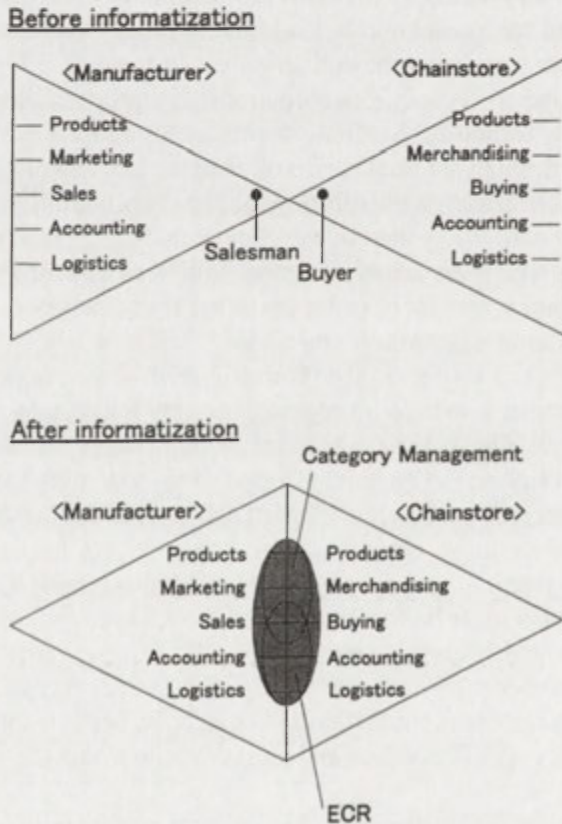 Before informatization
<Manufacturer>
<Chainstore>
Products
Marketing
Sales
Accounting
Logistics
Salesman
Buyer
Products
Merchandising
Buying
Accounting
Logistics
After informatization
Category Management
<Manufacturer>
<Chainstore>
Products
Products
Marketing
Merchandising
Sales
Buying
Accounting
Accounting
Logistics
Logistics
ECR